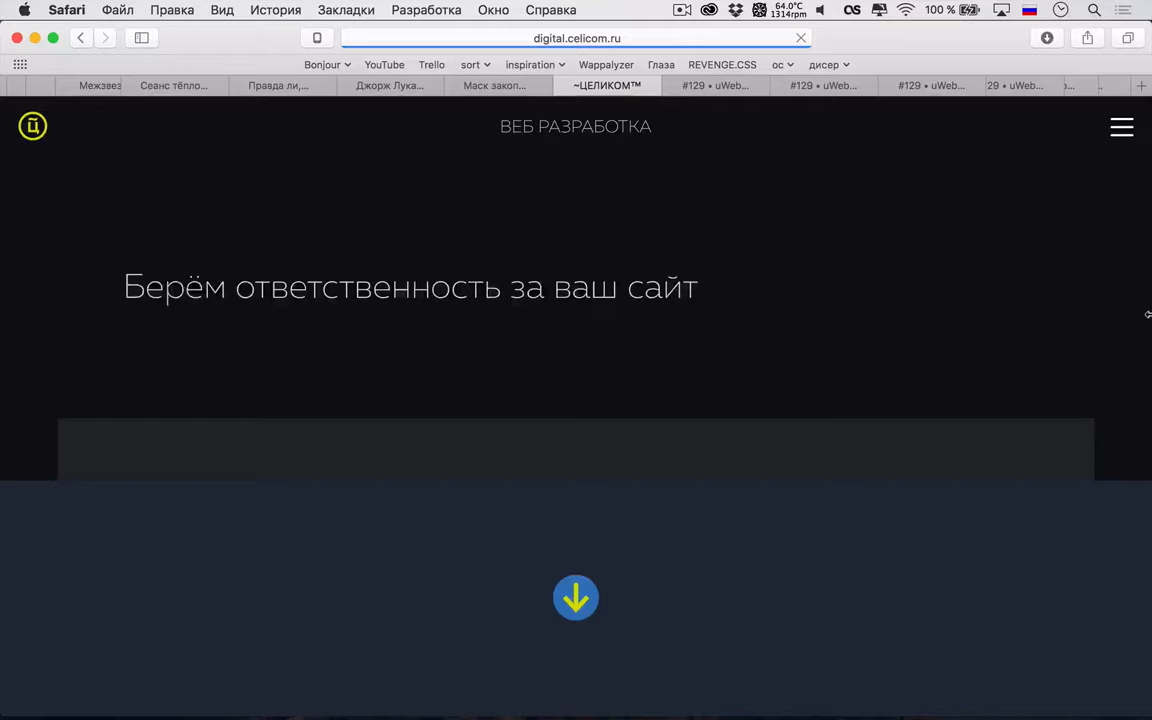 Safari Файл Правка Вид История Закладки Разработка Окно Справка 64.0°C 1314rpm 100 %
digital.celicom.ru
Bonjour YouTube Trello sort inspiration Wappalyzer Глаза REVENGE.CSS ос дисер
Межзвез Сеанс тёпло... Правда ли,... Джорж Лука... Маск закоп... ~ЦЕЛИКОМ™ #129 • uWeb... #129 • uWeb... #129 • uWeb... 29 • uWeb...
ВЕБ РАЗРАБОТКА
Берём ответственность за ваш сайт